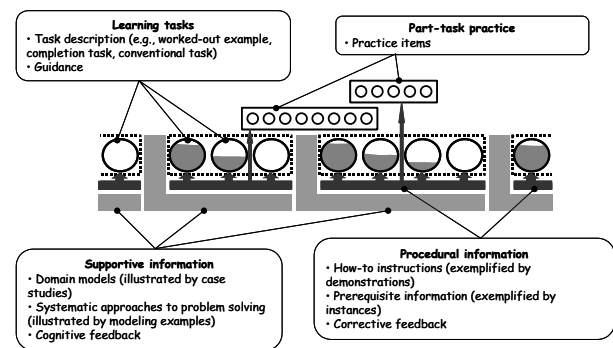 Learning tasks
• Task description (e.g., worked-out example,
completion task, conventional task)
• Guidance
Part-task practice
• Practice items
Supportive information
• Domain models (illustrated by case
studies)
• Systematic approaches to problem solving
(illustrated by modeling examples)
• Cognitive feedback
Procedural information
• How-to instructions (exemplified by
demonstrations)
• Prerequisite information (exemplified by
instances)
• Corrective feedback